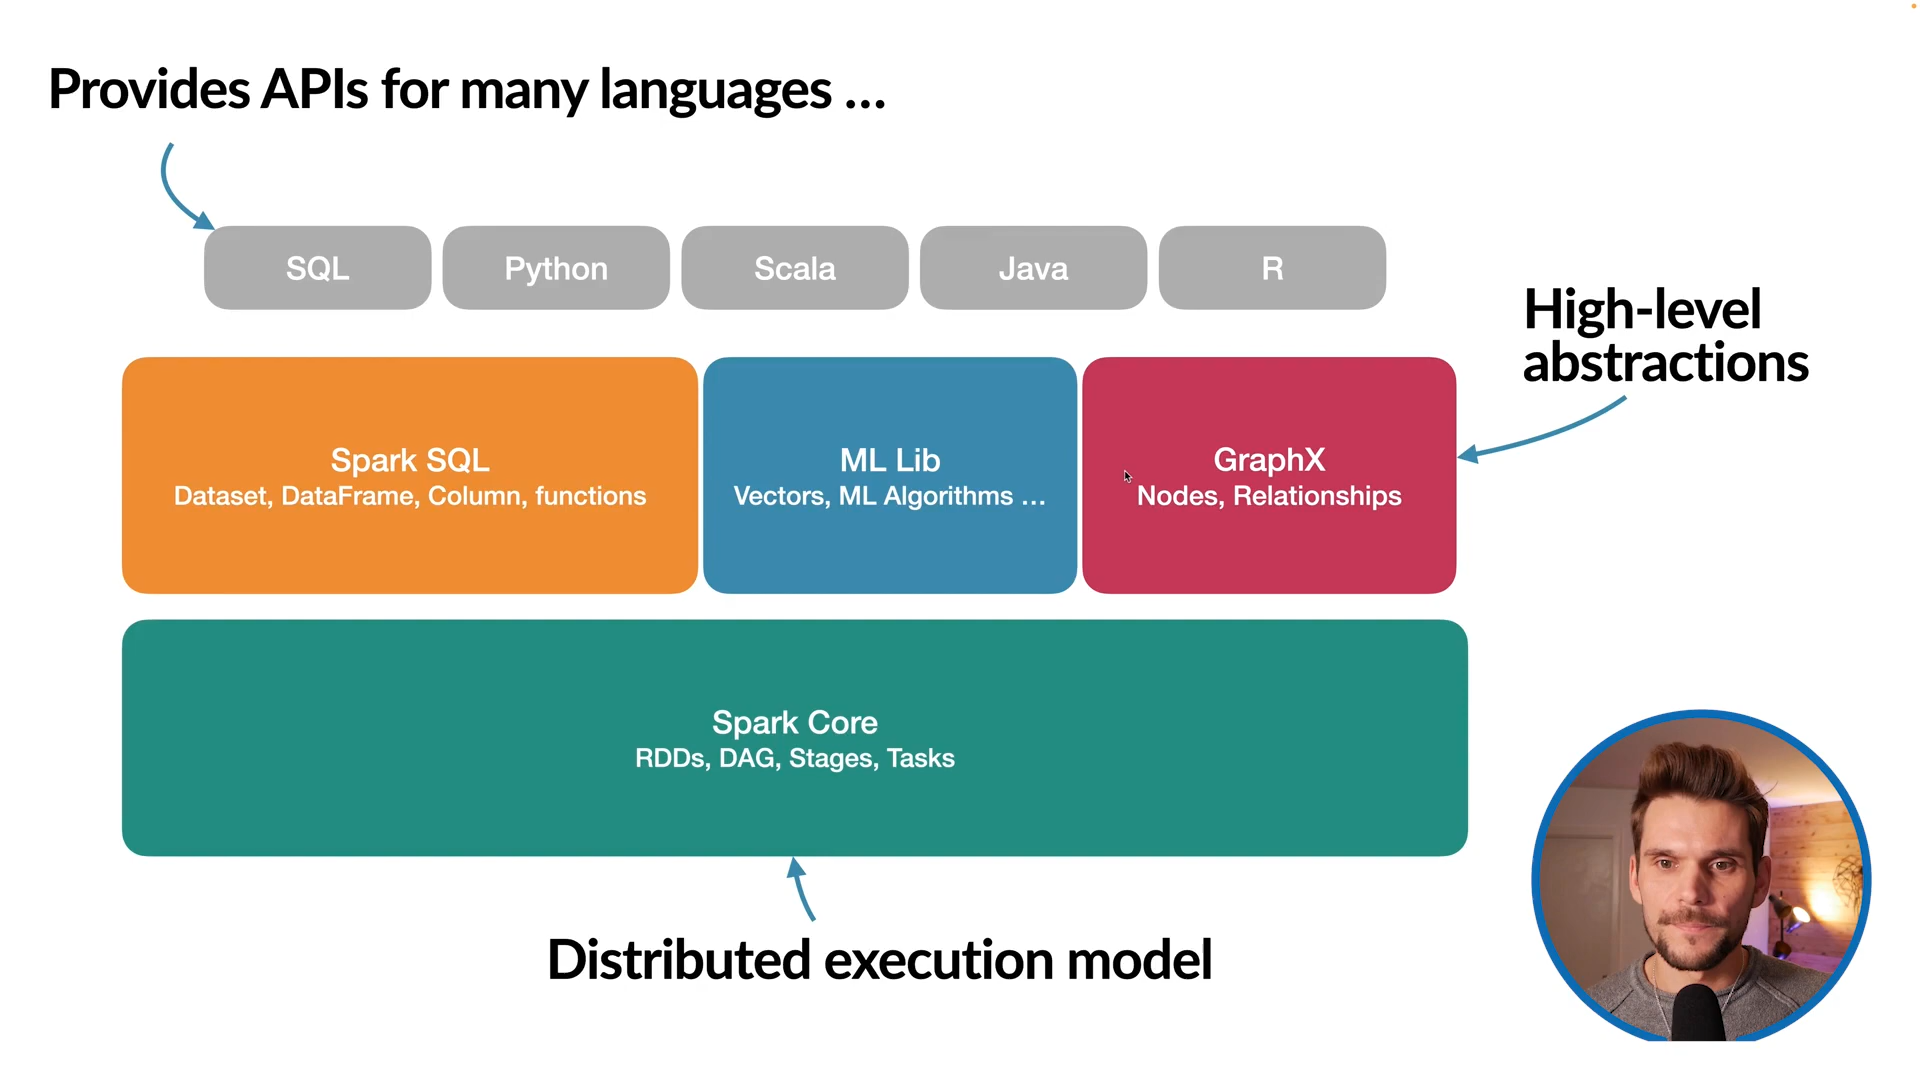 Provides APIs for many languages ...
SQL
Python
Scala
Java
R
High-level
abstractions
Spark SQL
Dataset, DataFrame, Column, functions
ML Lib
Vectors, ML Algorithms ...
GraphX
Nodes, Relationships
Spark Core
RDDs, DAG, Stages, Tasks
Distributed execution model